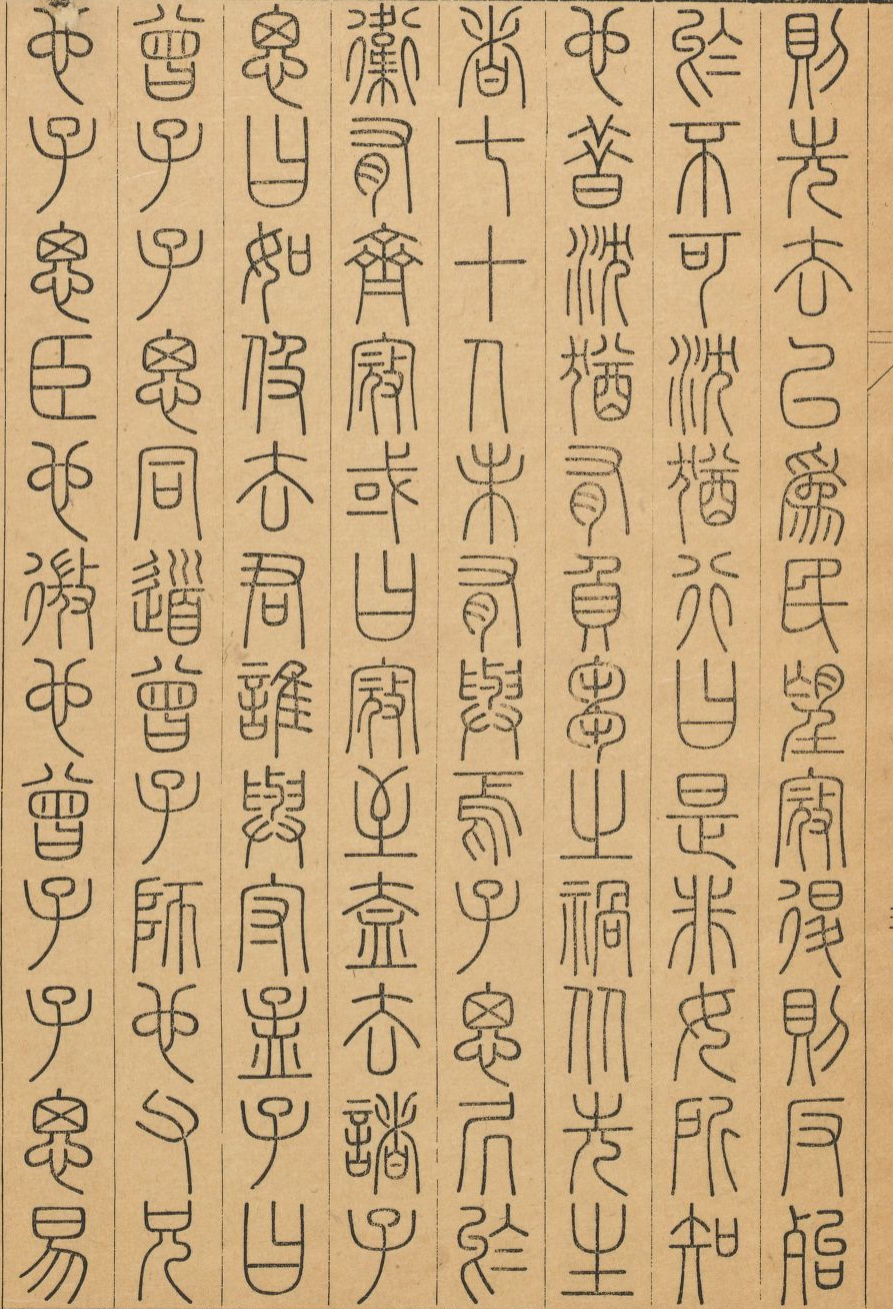 則先去以為民望寇退則反殆
於不可沈猶行曰是非女所知
也昔沈猶有負芻之禍从先生
者七十人未有與焉子思居於
衛有齊寇或曰寇至盍去諸子
思曰如伋去君誰與守孟子曰
曾子子思同道曾子師也父兄
也子思臣也微也曾子子思易